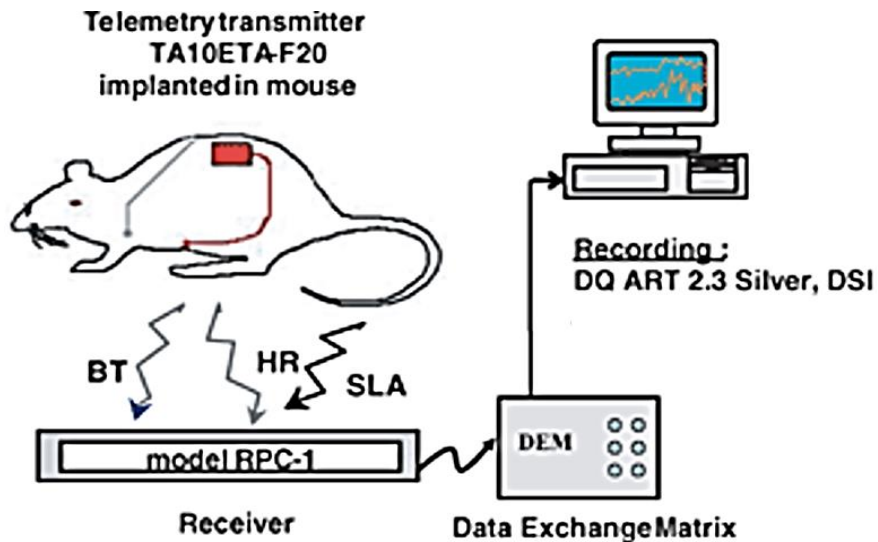 Telemetry transmitter
TA10ETA-F20
implanted in mouse
Recording :
DQ ART 2.3 Silver, DSI
BT
HR
SLA
model RPC-1
DEM
Receiver
Data Exchange Matrix